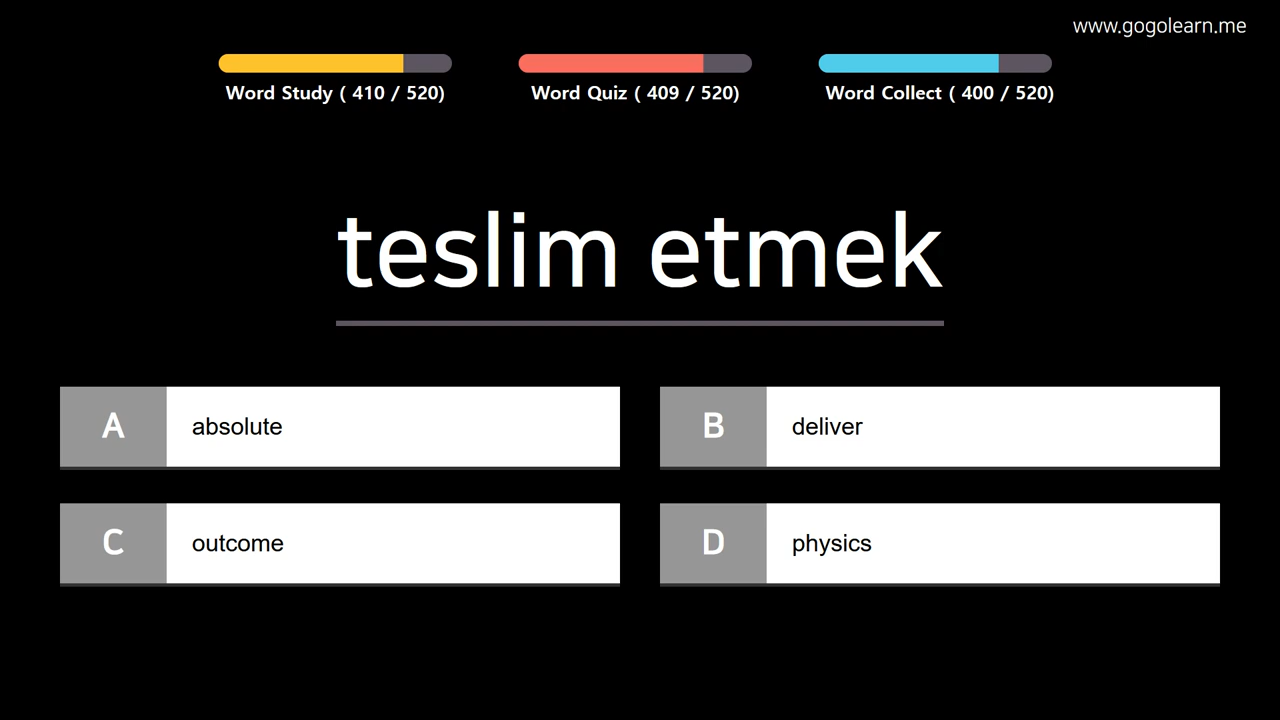 www.gogolearn.me
Word Study ( 410 / 520)
Word Quiz ( 409 / 520)
Word Collect ( 400 / 520)
teslim etmek
A absolute
B deliver
C outcome
D physics